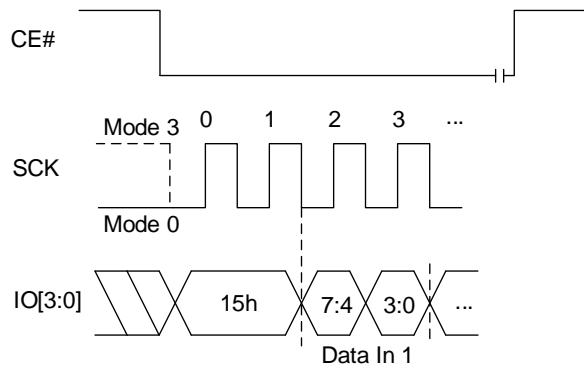 CE#
Mode 3 0 1 2 3 ...
SCK
Mode 0
IO[3:0] 15h 7:4 3:0 ...
Data In 1